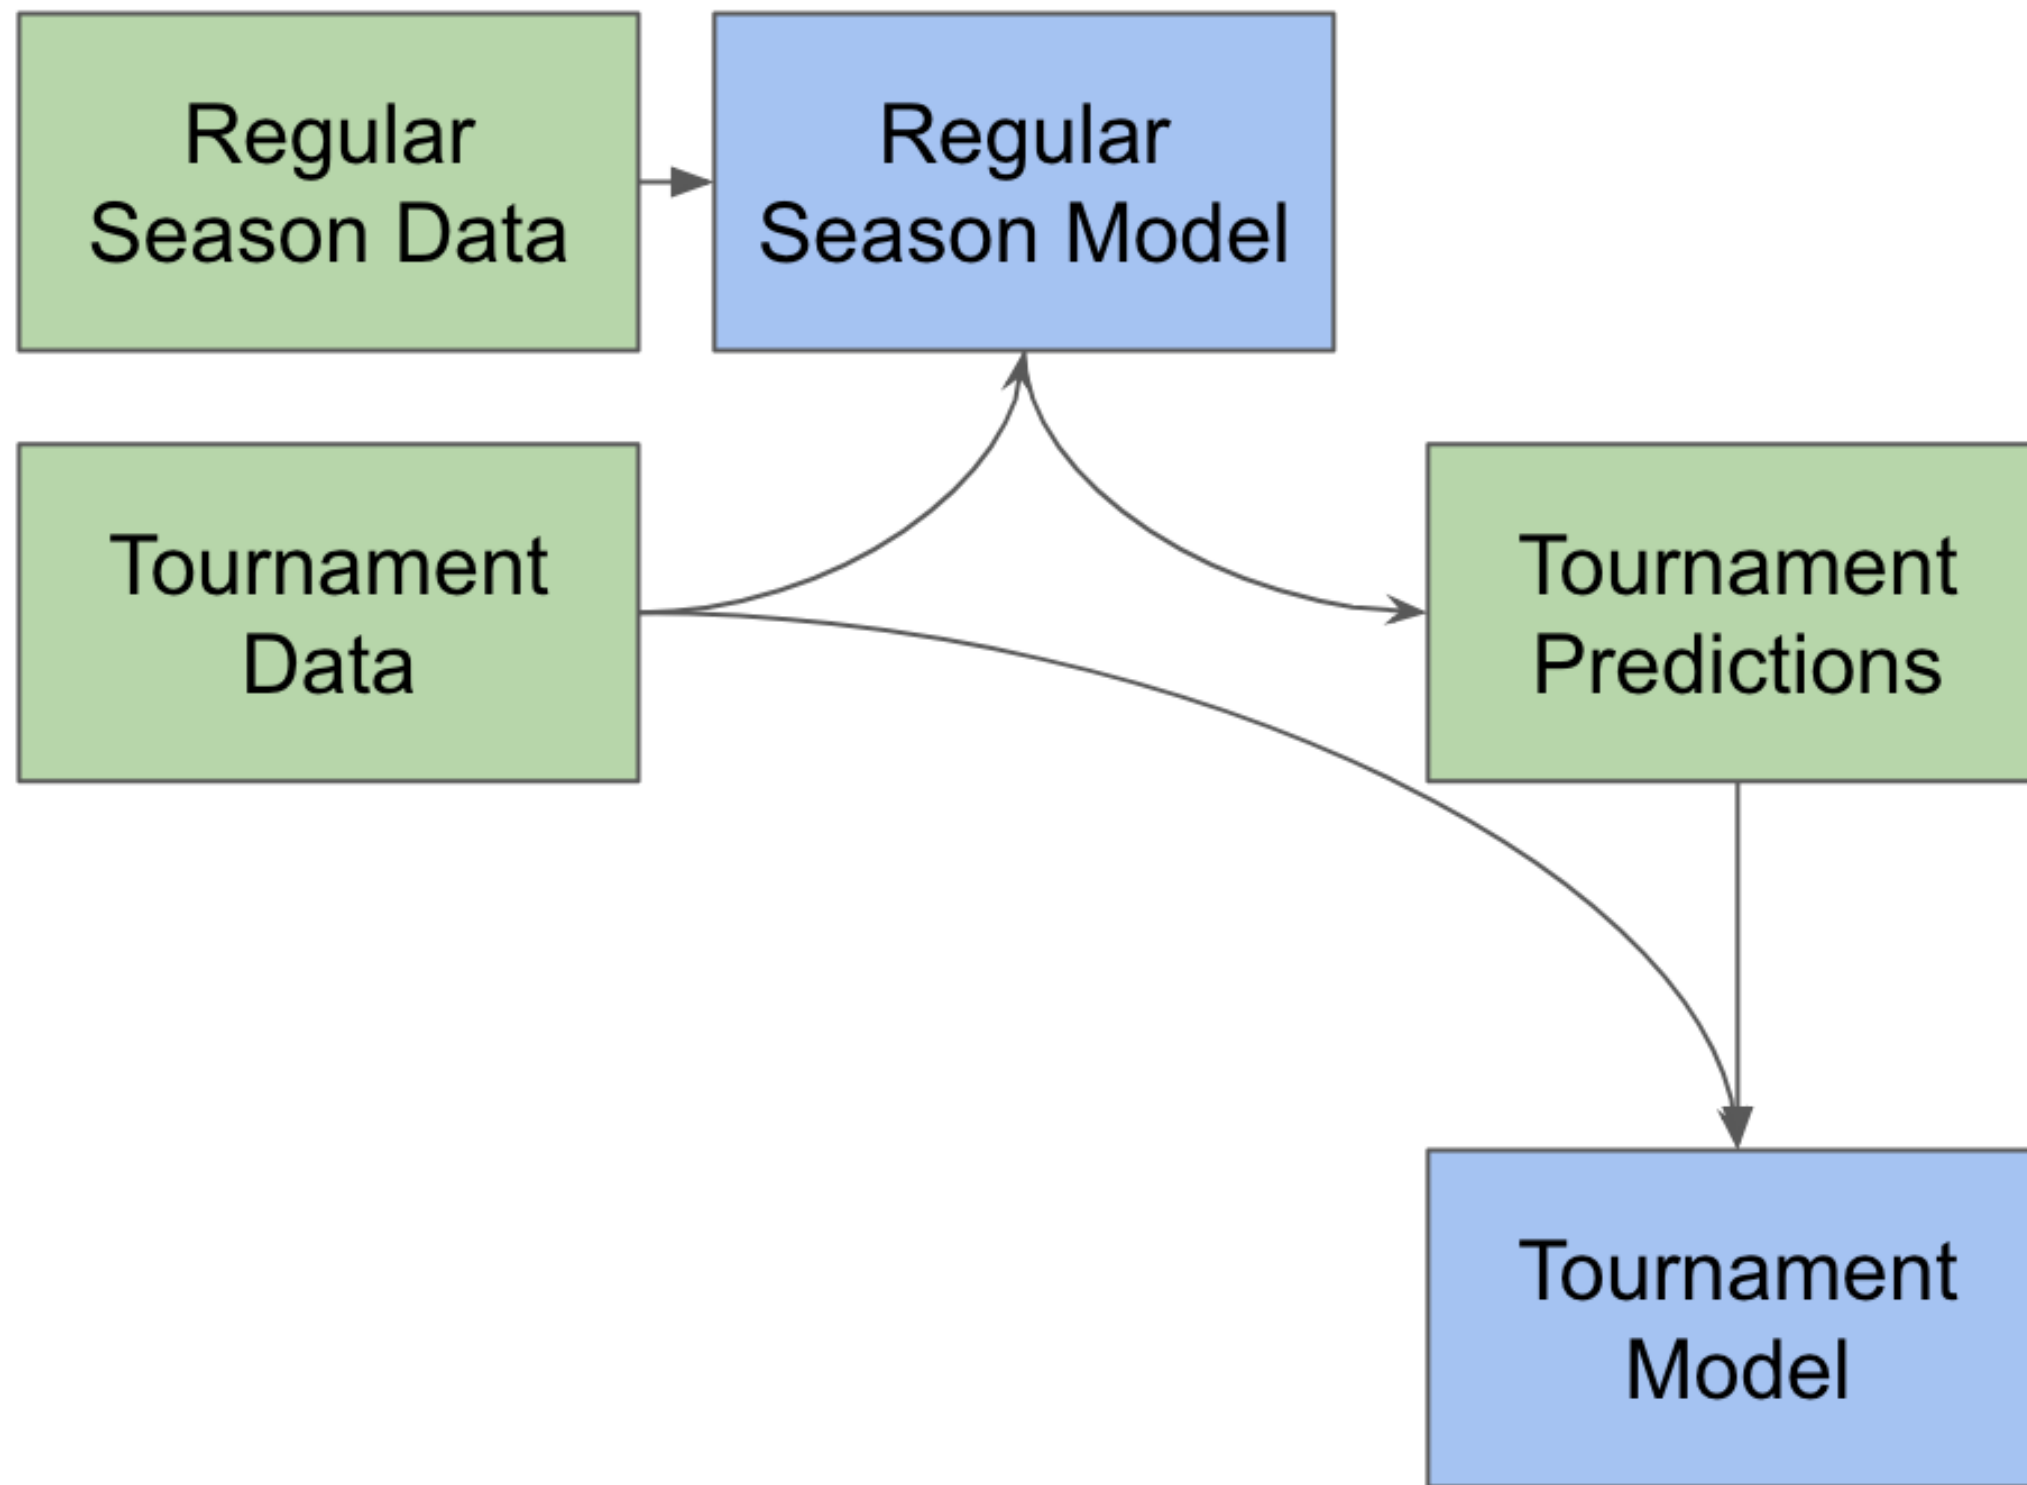 Regular
Season Data
Regular
Season Model
Tournament
Data
Tournament
Predictions
Tournament
Model